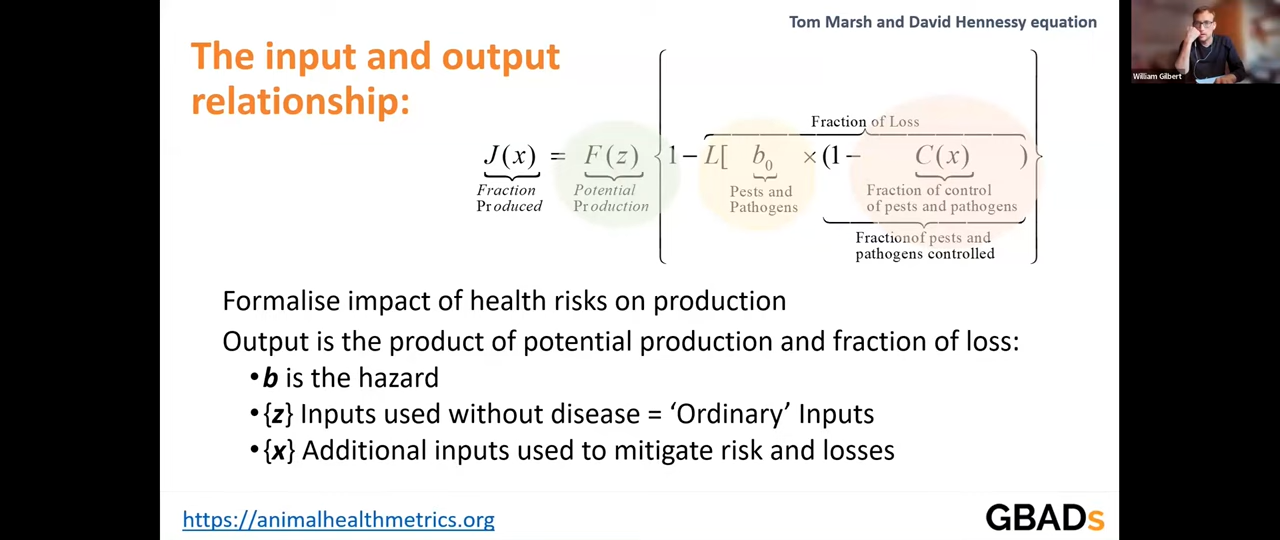 Tom Marsh and David Hennessy equation
The input and output
relationship:
Fraction of Loss
J(x) = F(z) { 1 − L[ b₀ ×(1− C(x) ) }
Fraction
Produced
Potential
Production
Pests and
Pathogens
Fraction of control
of pests and pathogens
Fractionof pests and
pathogens controlled
Formalise impact of health risks on production
Output is the product of potential production and fraction of loss:
•b is the hazard
•{z} Inputs used without disease = ‘Ordinary’ Inputs
•{x} Additional inputs used to mitigate risk and losses
https://animalhealthmetrics.org
GBADs
William Gilbert